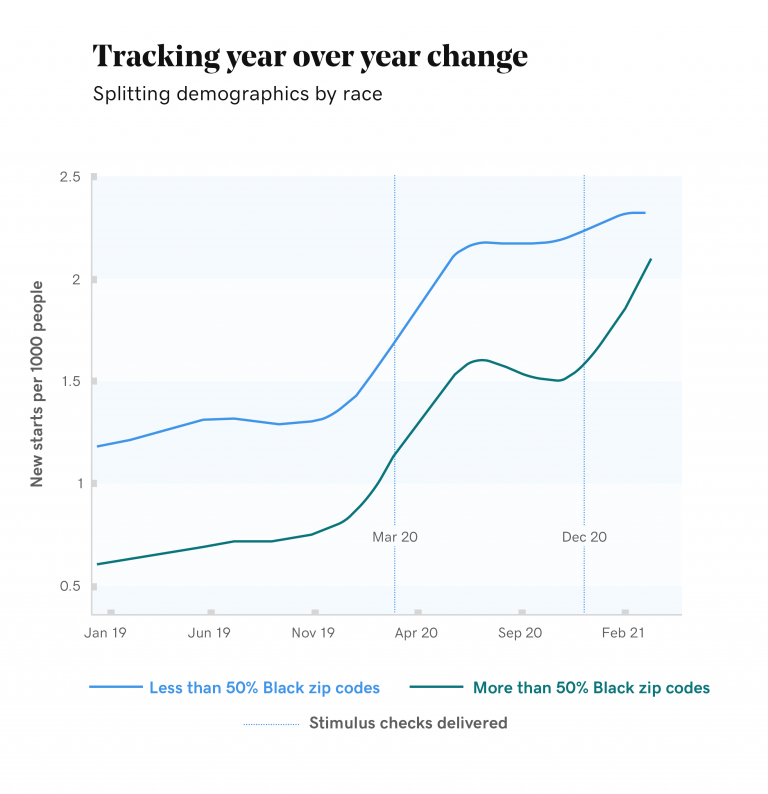 Tracking year over year change
Splitting demographics by race
New starts per 1000 people
2.5
2
1.5
1
0.5
Mar 20
Dec 20
Jan 19
Jun 19
Nov 19
Apr 20
Sep 20
Feb 21
Less than 50% Black zip codes
More than 50% Black zip codes
Stimulus checks delivered